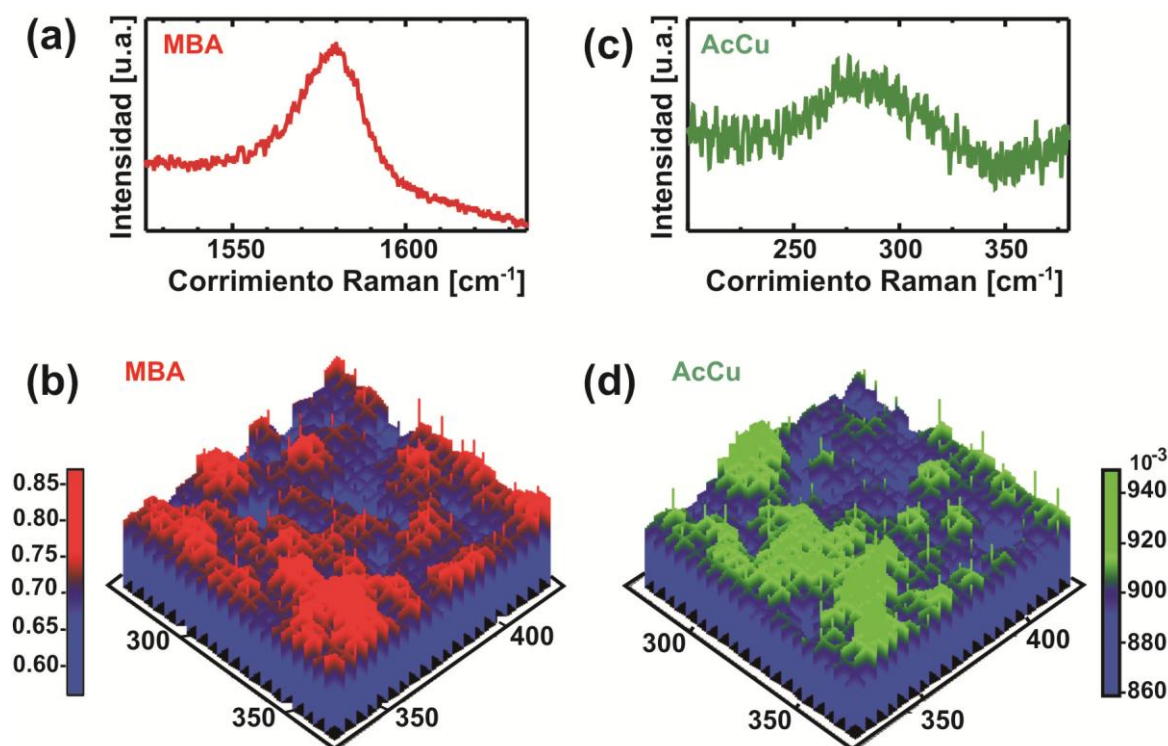 (a)
MBA
Intensidad [u.a.]
1550
1600
Corrimiento Raman [cm⁻¹]
(c)
AcCu
Intensidad [u.a.]
250
300
350
Corrimiento Raman [cm⁻¹]
(b)
MBA
0.85
0.80
0.75
0.70
0.65
0.60
300
350
350
400
(d)
AcCu
10⁻³
940
920
900
880
860
300
350
350
400